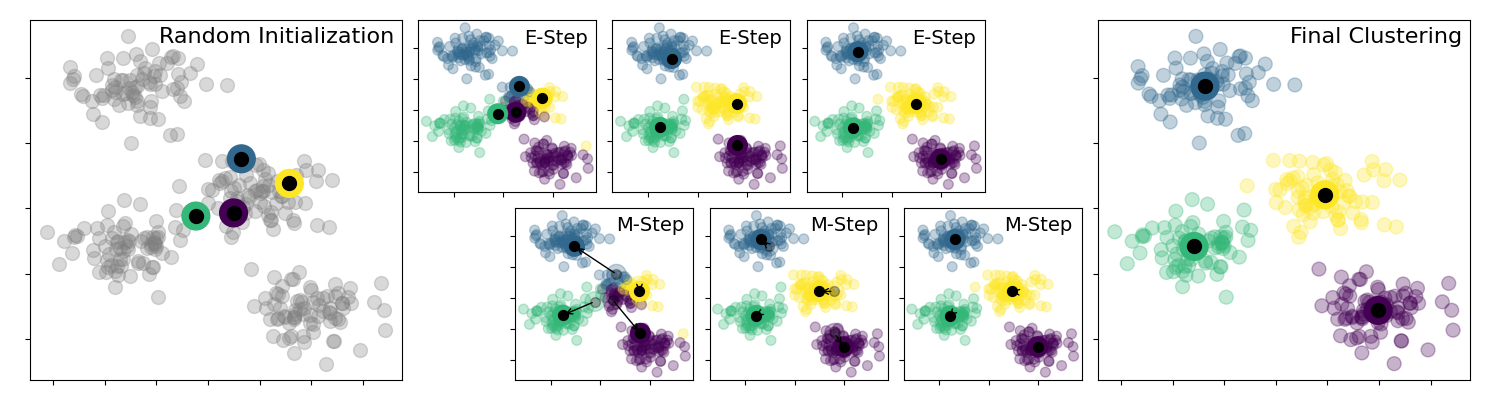 Random Initialization
E-Step
E-Step
E-Step
M-Step
M-Step
M-Step
Final Clustering